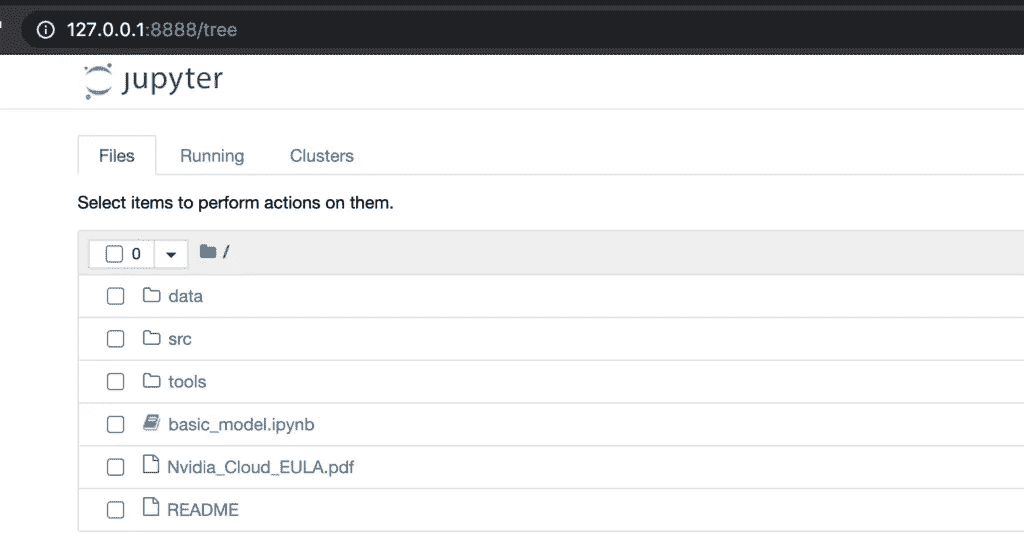 127.0.0.1:8888/tree
jupyter
Files Running Clusters
Select items to perform actions on them.
0 /
data
src
tools
basic_model.ipynb
Nvidia_Cloud_EULA.pdf
README